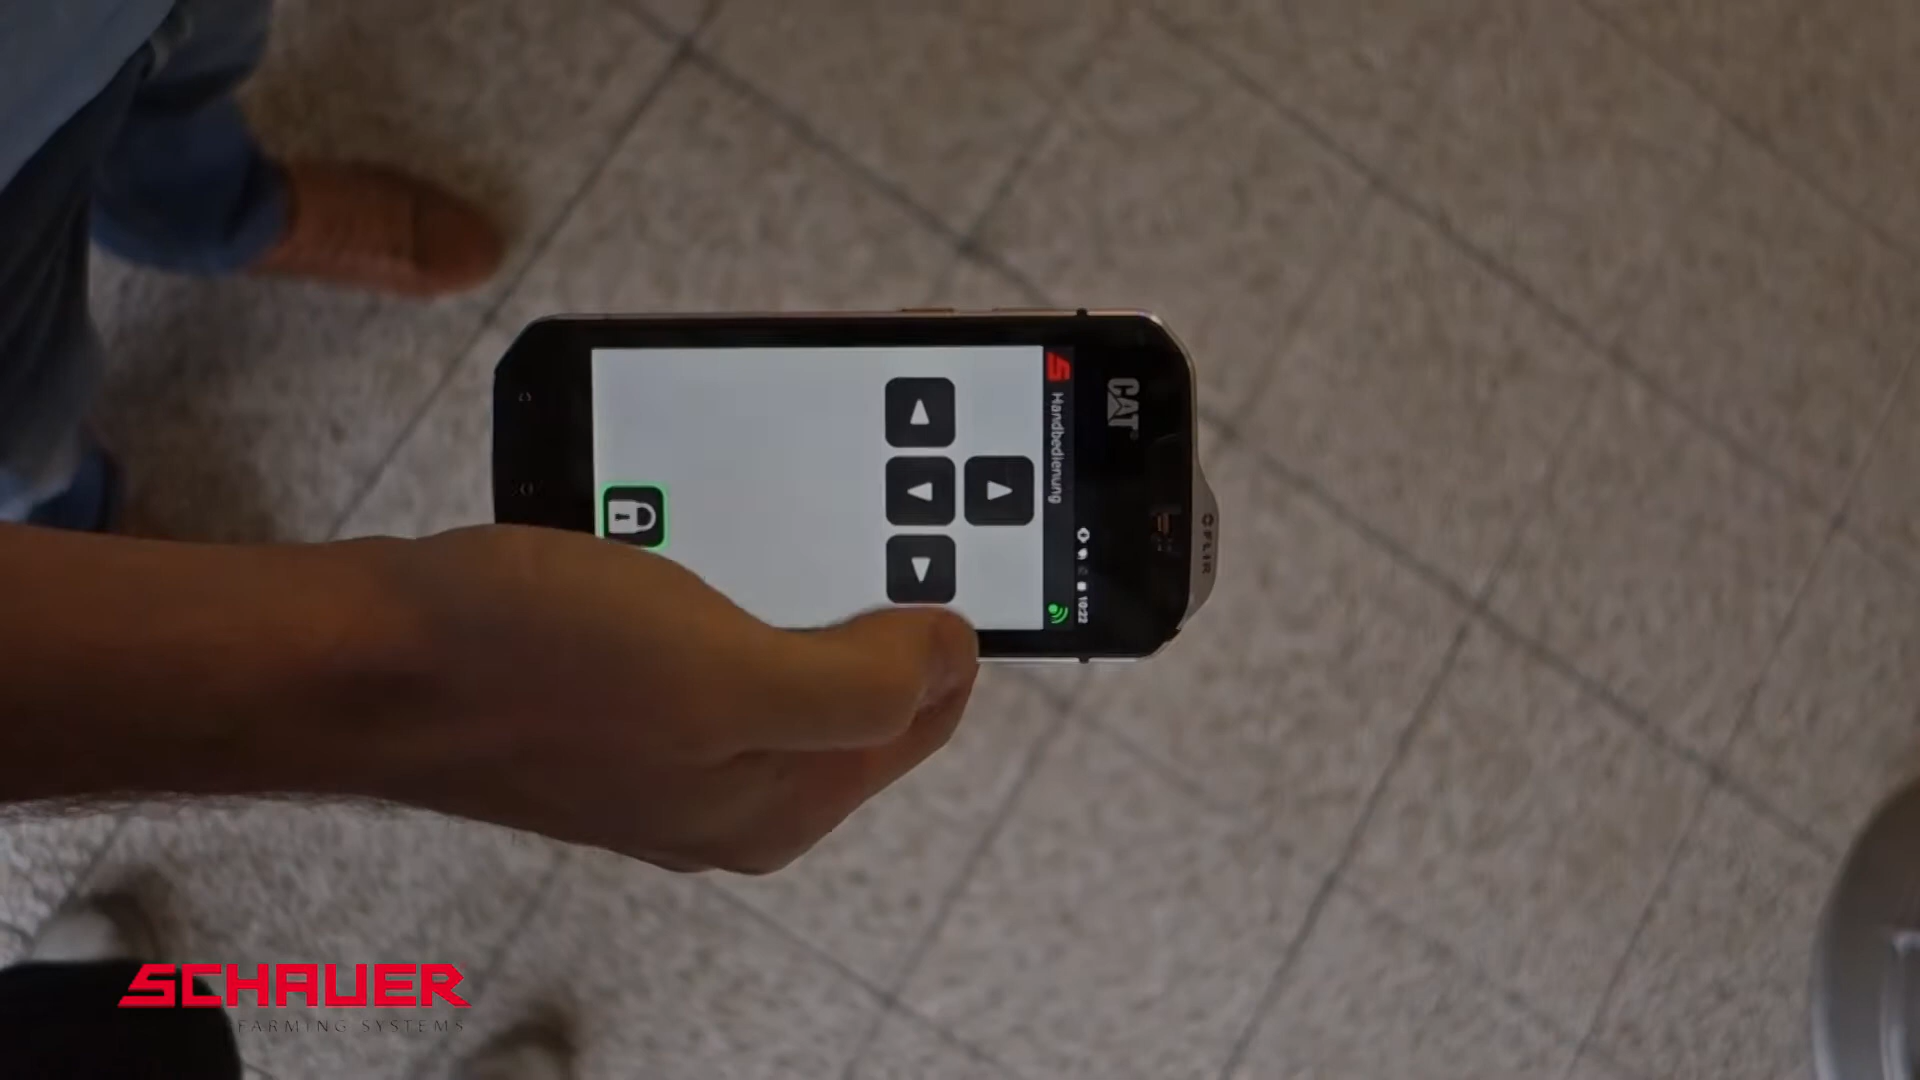 CAT
FLIR
10:22
Handbedienung
SCHAUER
FARMING SYSTEMS